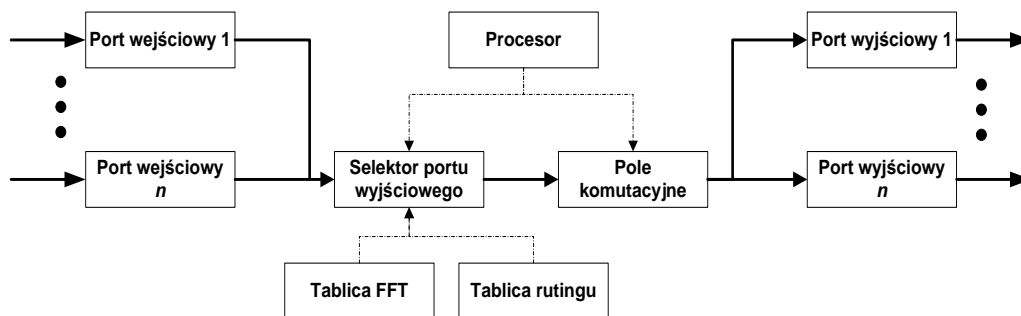 Port wejściowy 1
Procesor
Port wyjściowy 1
Port wejściowy
n
Selektor portu
wyjściowego
Pole
komutacyjne
Port wyjściowy
n
Tablica FFT
Tablica rutingu